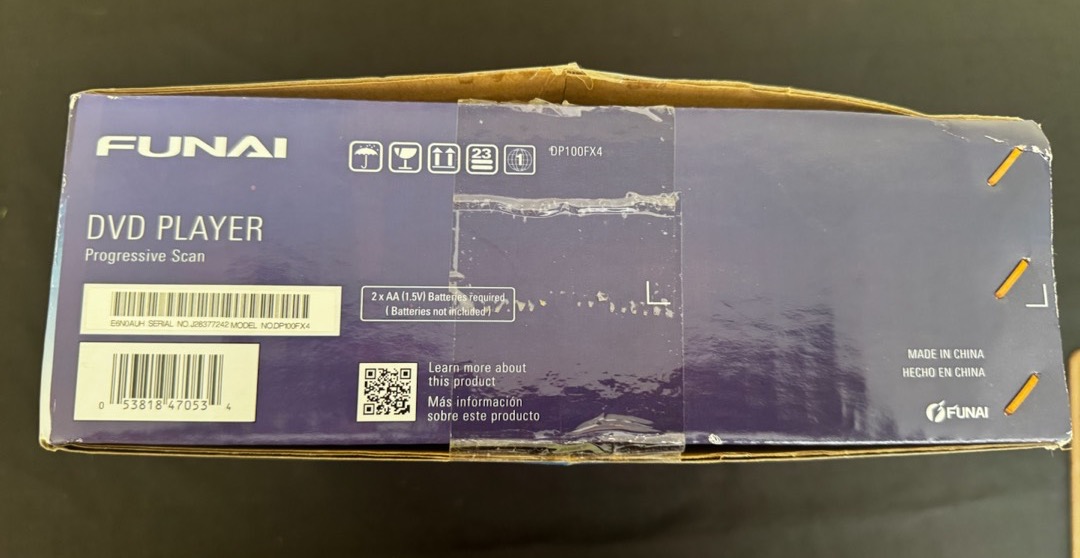 FUNAI
23
1
DP100FX4
DVD PLAYER
Progressive Scan
E6N0AUH SERIAL NO.J26377242 MODEL NO.DP100FX4
2 x AA (1.5V) Batteries required
( Batteries not included )
0 53818 47053 4
Learn more about
this product
Más información
sobre este producto
MADE IN CHINA
HECHO EN CHINA
FUNAI